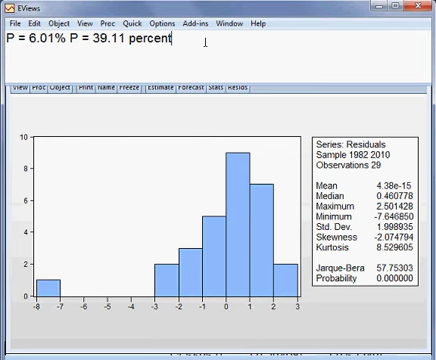 EViews
File Edit Object View Proc Quick Options Add-ins Window Help
P = 6.01% P = 39.11 percent
View Proc Object Print Name Freeze Estimate Forecast Stats Resids
10
8
6
4
2
0
-8 -7 -6 -5 -4 -3 -2 -1 0 1 2 3
Series: Residuals
Sample 1982 2010
Observations 29
Mean 4.38e-15
Median 0.460778
Maximum 2.501428
Minimum -7.646850
Std. Dev. 1.998935
Skewness -2.074794
Kurtosis 8.529605
Jarque-Bera 57.75303
Probability 0.000000